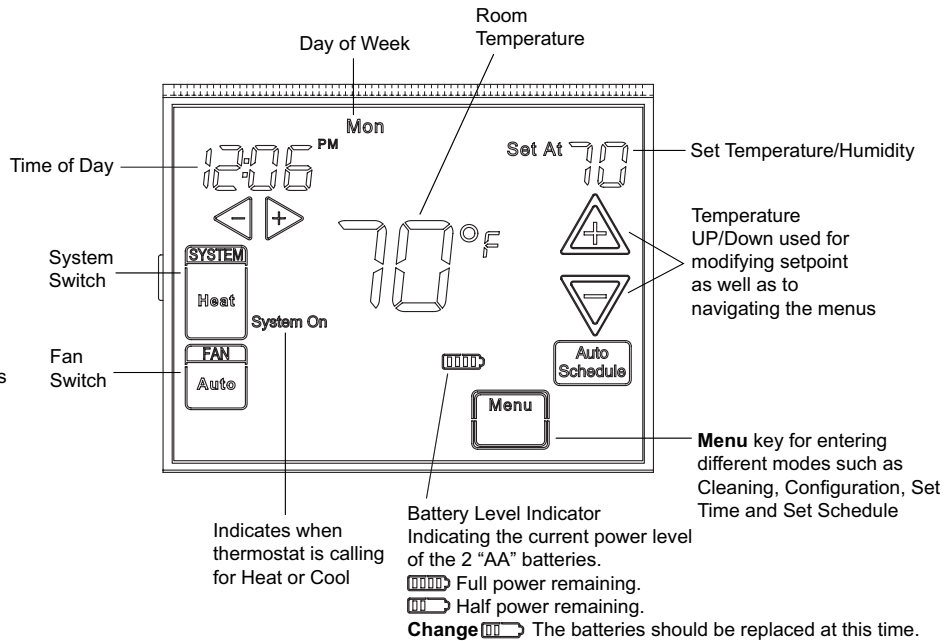 Room
Temperature
Day of Week
Mon
Time of Day
12:06 PM
Set At 70
Set Temperature/Humidity
70°F
Temperature
UP/Down used for
modifying setpoint
as well as to
navigating the menus
System
Switch
SYSTEM
Heat
System On
s
Fan
Switch
FAN
Auto
Auto
Schedule
Menu
Menu key for entering
different modes such as
Cleaning, Configuration, Set
Time and Set Schedule
Indicates when
thermostat is calling
for Heat or Cool
Battery Level Indicator
Indicating the current power level
of the 2 “AA” batteries.
Full power remaining.
Half power remaining.
Change The batteries should be replaced at this time.